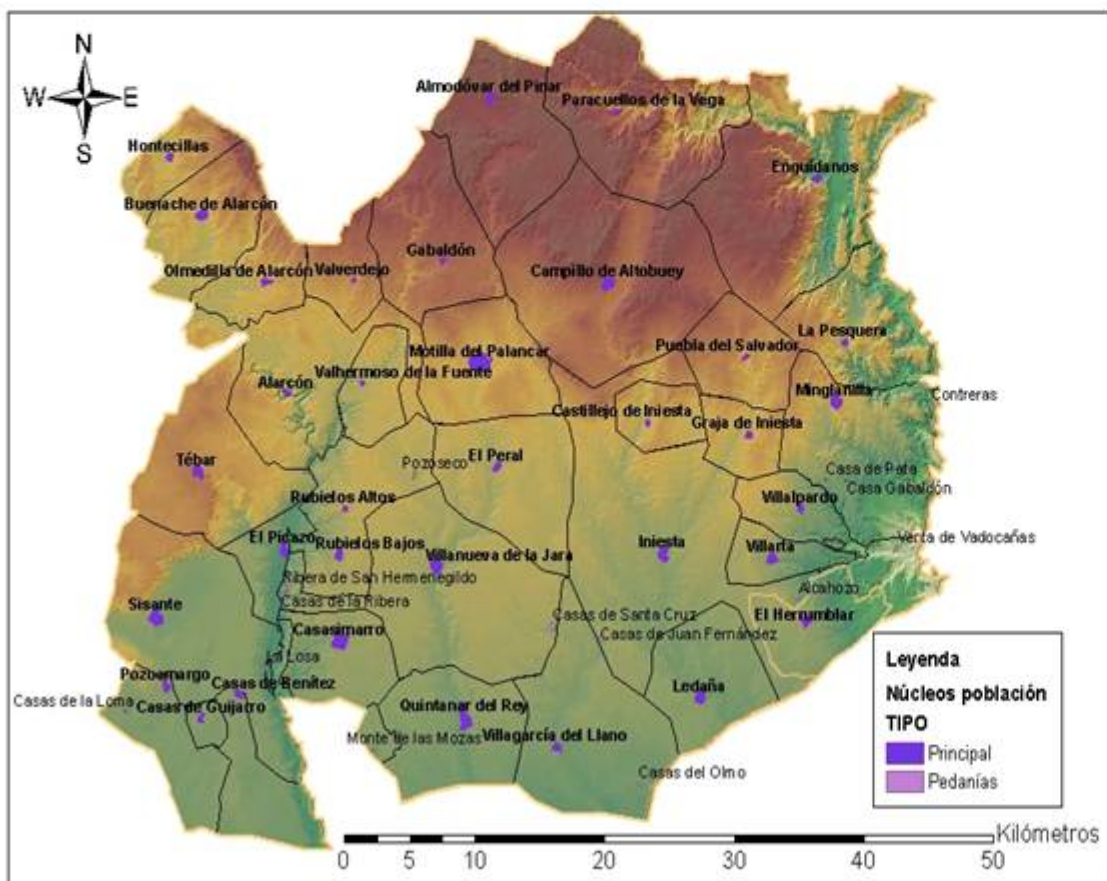 N
W E
S
Almodóvar del Pinar
Paracuellos de la Vega
Hontecillas
Enguídanos
Buenache de Alarcón
Gabaldón
Olmedilla de Alarcón
Valverdejo
Campillo de Altobuey
La Pesquera
Puebla del Salvador
Motilla del Palancar
Valhermoso de la Fuente
Alarcón
Minglanilla
Contreras
Castillejo de Iniesta
Graja de Iniesta
Tébar
Pozoseco
El Peral
Casa de Pata
Casa Gabaldón
Villalpardo
Rubielos Altos
El Picazo
Rubielos Bajos
Villanueva de la Jara
Iniesta
Villarta
Venta de Vadocañas
Ribera de San Hermenegildo
Alcahozo
Casas de la Ribera
Sisante
Casas de Santa Cruz
El Herrumblar
Casas de Juan Fernández
Casasimarro
La Losa
Pozoamargo
Casas de Benítez
Ledaña
Casas de la Loma
Casas de Guijarro
Quintanar del Rey
Monte de las Mozas
Villagarcía del Llano
Casas del Olmo
Leyenda
Núcleos población
TIPO
Principal
Pedanías
Kilómetros
0 10 20 30 40 50